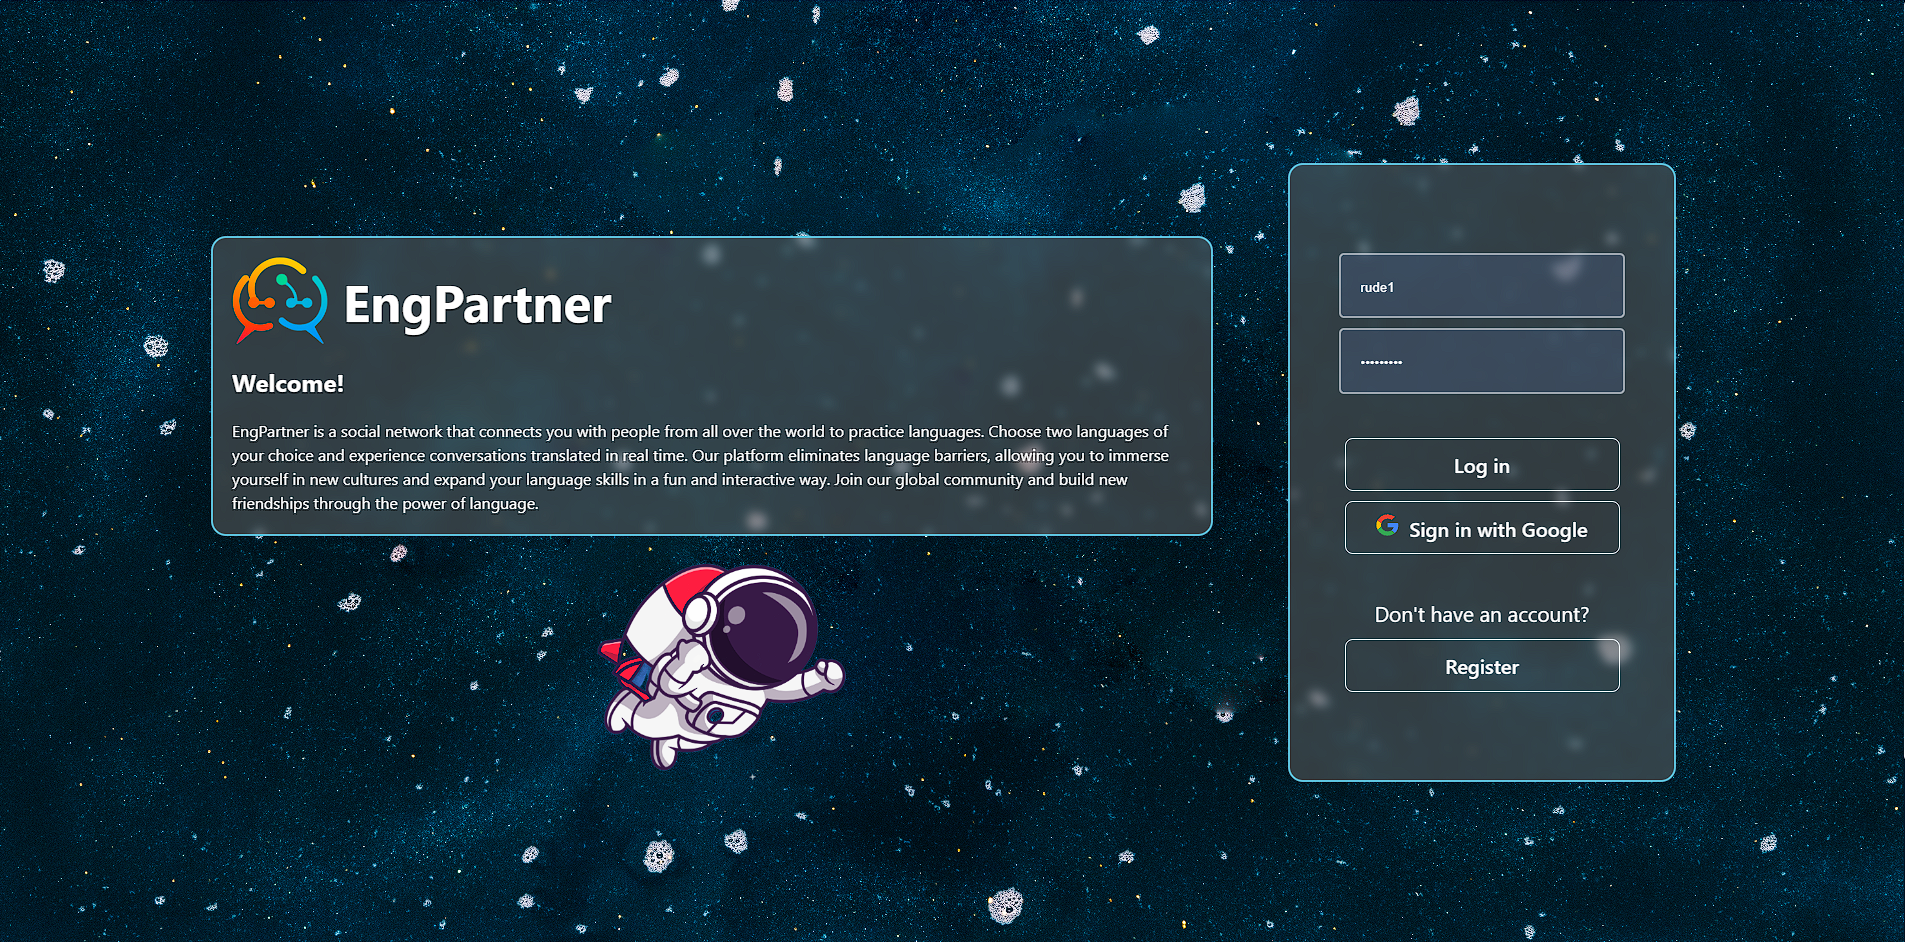 EngPartner
Welcome!
EngPartner is a social network that connects you with people from all over the world to practice languages. Choose two languages of
your choice and experience conversations translated in real time. Our platform eliminates language barriers, allowing you to immerse
yourself in new cultures and expand your language skills in a fun and interactive way. Join our global community and build new
friendships through the power of language.
rude1
•••••••••
Log in
Sign in with Google
Don't have an account?
Register